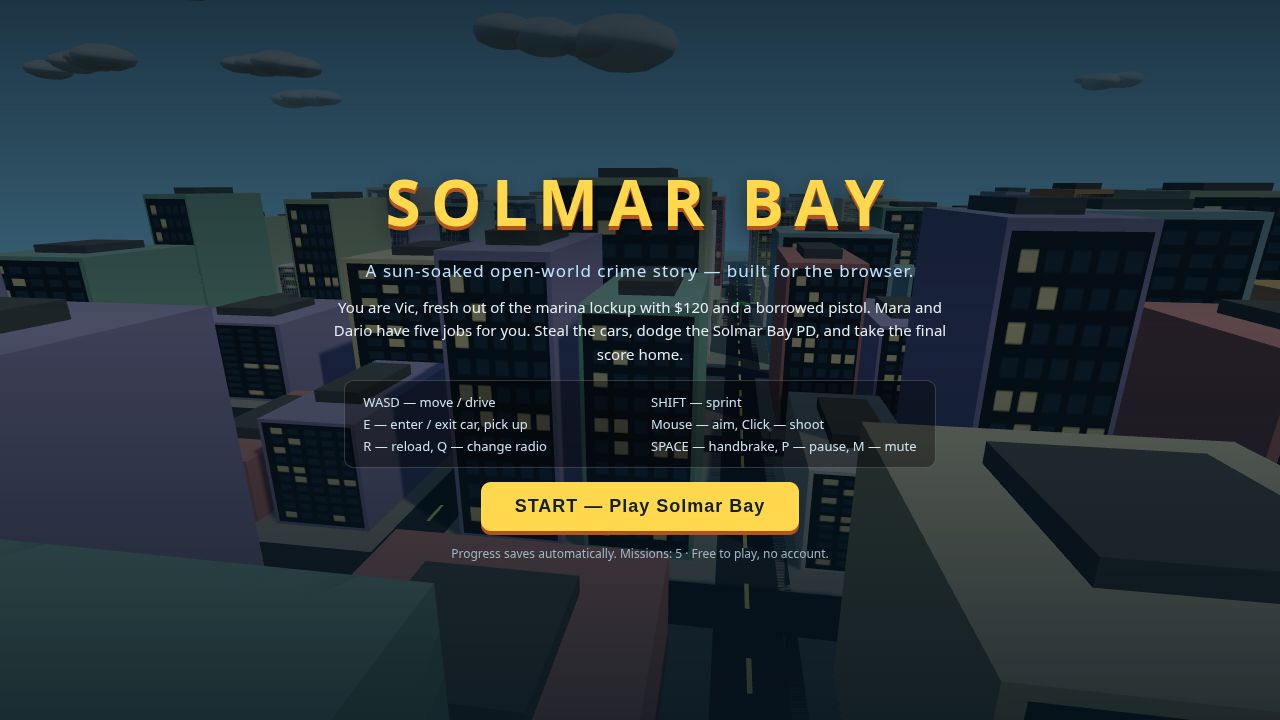 SOLMAR BAY
A sun-soaked open-world crime story — built for the browser.
You are Vic, fresh out of the marina lockup with $120 and a borrowed pistol. Mara and
Dario have five jobs for you. Steal the cars, dodge the Solmar Bay PD, and take the final
score home.
WASD — move / drive
SHIFT — sprint
E — enter / exit car, pick up
Mouse — aim, Click — shoot
R — reload, Q — change radio
SPACE — handbrake, P — pause, M — mute
START — Play Solmar Bay
Progress saves automatically. Missions: 5 · Free to play, no account.